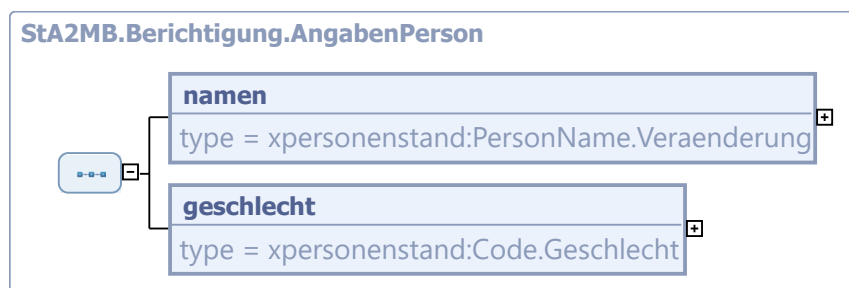 StA2MB.Berichtigung.AngabenPerson
namen
type = xpersonenstand:PersonName.Veraenderung
geschlecht
type = xpersonenstand:Code.Geschlecht